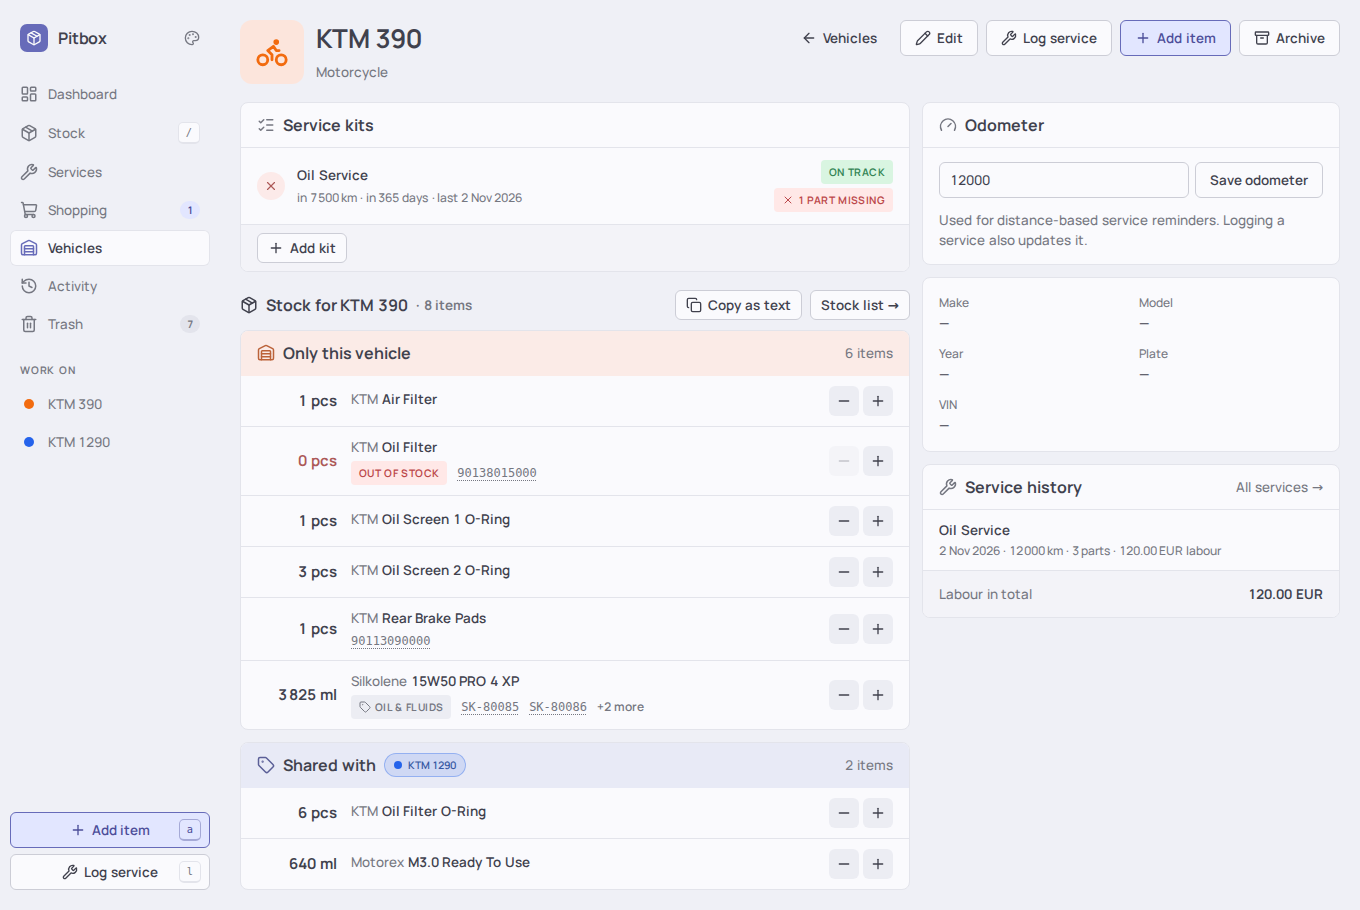 Pitbox
Dashboard
Stock /
Services
Shopping 1
Vehicles
Activity
Trash 7
WORK ON
KTM 390
KTM 1290
Add item a
Log service l
KTM 390
Motorcycle
Vehicles
Edit
Log service
Add item
Archive
Service kits
Oil Service
in 7 500 km · in 365 days · last 2 Nov 2026
ON TRACK
1 PART MISSING
Add kit
Stock for KTM 390 · 8 items
Copy as text
Stock list →
Only this vehicle 6 items
1 pcs KTM Air Filter
0 pcs KTM Oil Filter
OUT OF STOCK 90138015000
1 pcs KTM Oil Screen 1 O-Ring
3 pcs KTM Oil Screen 2 O-Ring
1 pcs KTM Rear Brake Pads
90113090000
3 825 ml Silkolene 15W50 PRO 4 XP
OIL & FLUIDS SK-80085 SK-80086 +2 more
Shared with KTM 1290 2 items
6 pcs KTM Oil Filter O-Ring
640 ml Motorex M3.0 Ready To Use
Odometer
12000 Save odometer
Used for distance-based service reminders. Logging a
service also updates it.
Make Model
— —
Year Plate
— —
VIN
—
Service history All services →
Oil Service
2 Nov 2026 · 12 000 km · 3 parts · 120.00 EUR labour
Labour in total 120.00 EUR